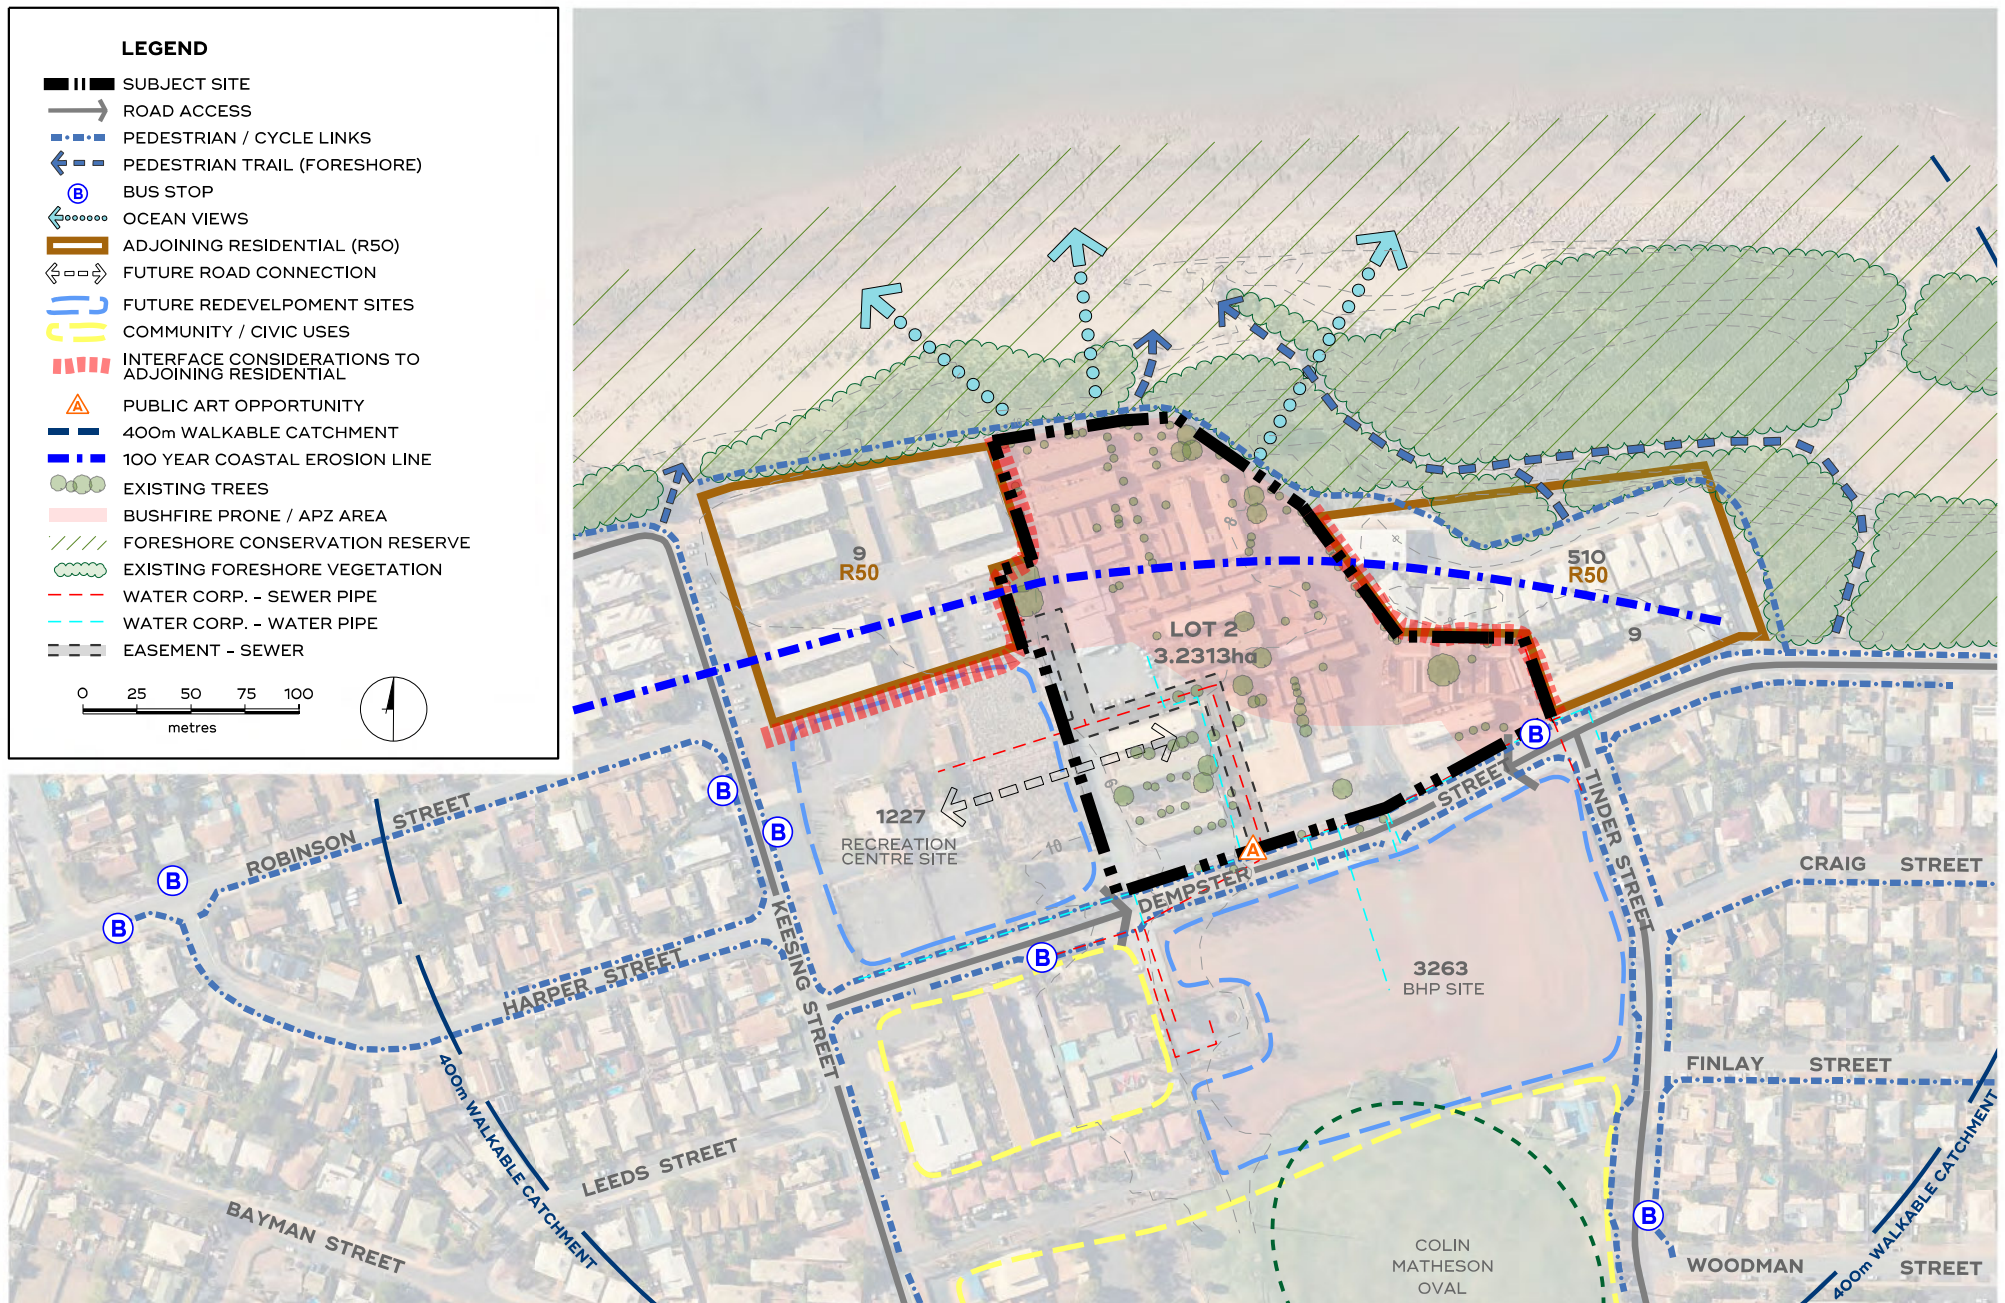 LEGEND
SUBJECT SITE
ROAD ACCESS
PEDESTRIAN / CYCLE LINKS
PEDESTRIAN TRAIL (FORESHORE)
B BUS STOP
OCEAN VIEWS
ADJOINING RESIDENTIAL (R50)
FUTURE ROAD CONNECTION
FUTURE REDEVELPOMENT SITES
COMMUNITY / CIVIC USES
INTERFACE CONSIDERATIONS TO
ADJOINING RESIDENTIAL
A PUBLIC ART OPPORTUNITY
400m WALKABLE CATCHMENT
100 YEAR COASTAL EROSION LINE
EXISTING TREES
BUSHFIRE PRONE / APZ AREA
FORESHORE CONSERVATION RESERVE
EXISTING FORESHORE VEGETATION
WATER CORP. - SEWER PIPE
WATER CORP. - WATER PIPE
EASEMENT - SEWER
0 25 50 75 100
metres
9
R50
510
R50
9
8
8
LOT 2
3.2313ha
9
10
1227
RECREATION
CENTRE SITE
B
B
B
B
B
B
B
A
ROBINSON STREET
HARPER STREET
KEESING STREET
DEMPSTER STREET
TINDER STREET
CRAIG STREET
3263
BHP SITE
FINLAY STREET
LEEDS STREET
BAYMAN STREET
400m WALKABLE CATCHMENT
400m WALKABLE CATCHMENT
COLIN
MATHESON
OVAL
WOODMAN STREET